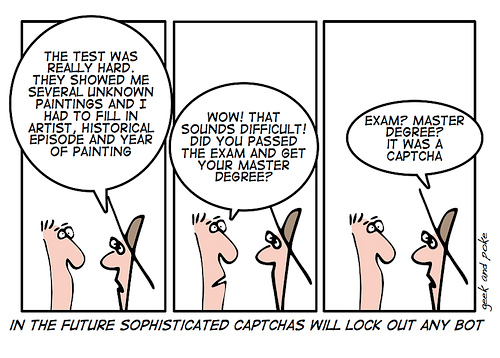 THE TEST WAS
REALLY HARD.
THEY SHOWED ME
SEVERAL UNKNOWN
PAINTINGS AND I
HAD TO FILL IN
ARTIST, HISTORICAL
EPISODE AND YEAR
OF PAINTING
WOW! THAT
SOUNDS DIFFICULT!
DID YOU PASSED
THE EXAM AND GET
YOUR MASTER
DEGREE?
EXAM? MASTER
DEGREE?
IT WAS A
CAPTCHA
geek and poke
IN THE FUTURE SOPHISTICATED CAPTCHAS WILL LOCK OUT ANY BOT